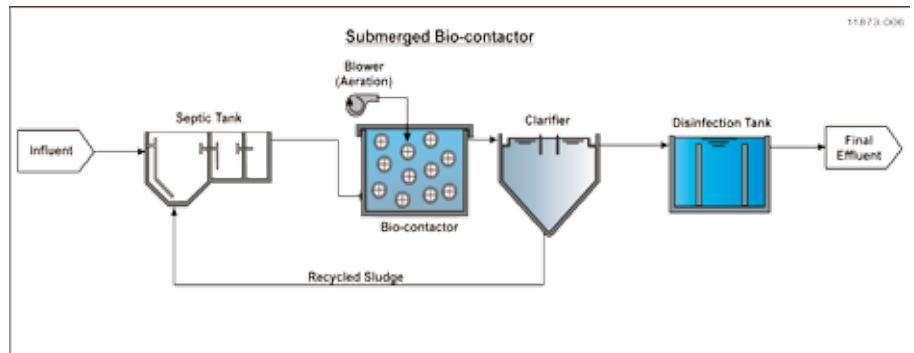 11873.006
Submerged Bio-contactor
Blower
(Aeration)
Septic Tank
Clarifier
Disinfection Tank
Influent
Final
Effluent
Bio-contactor
Recycled Sludge